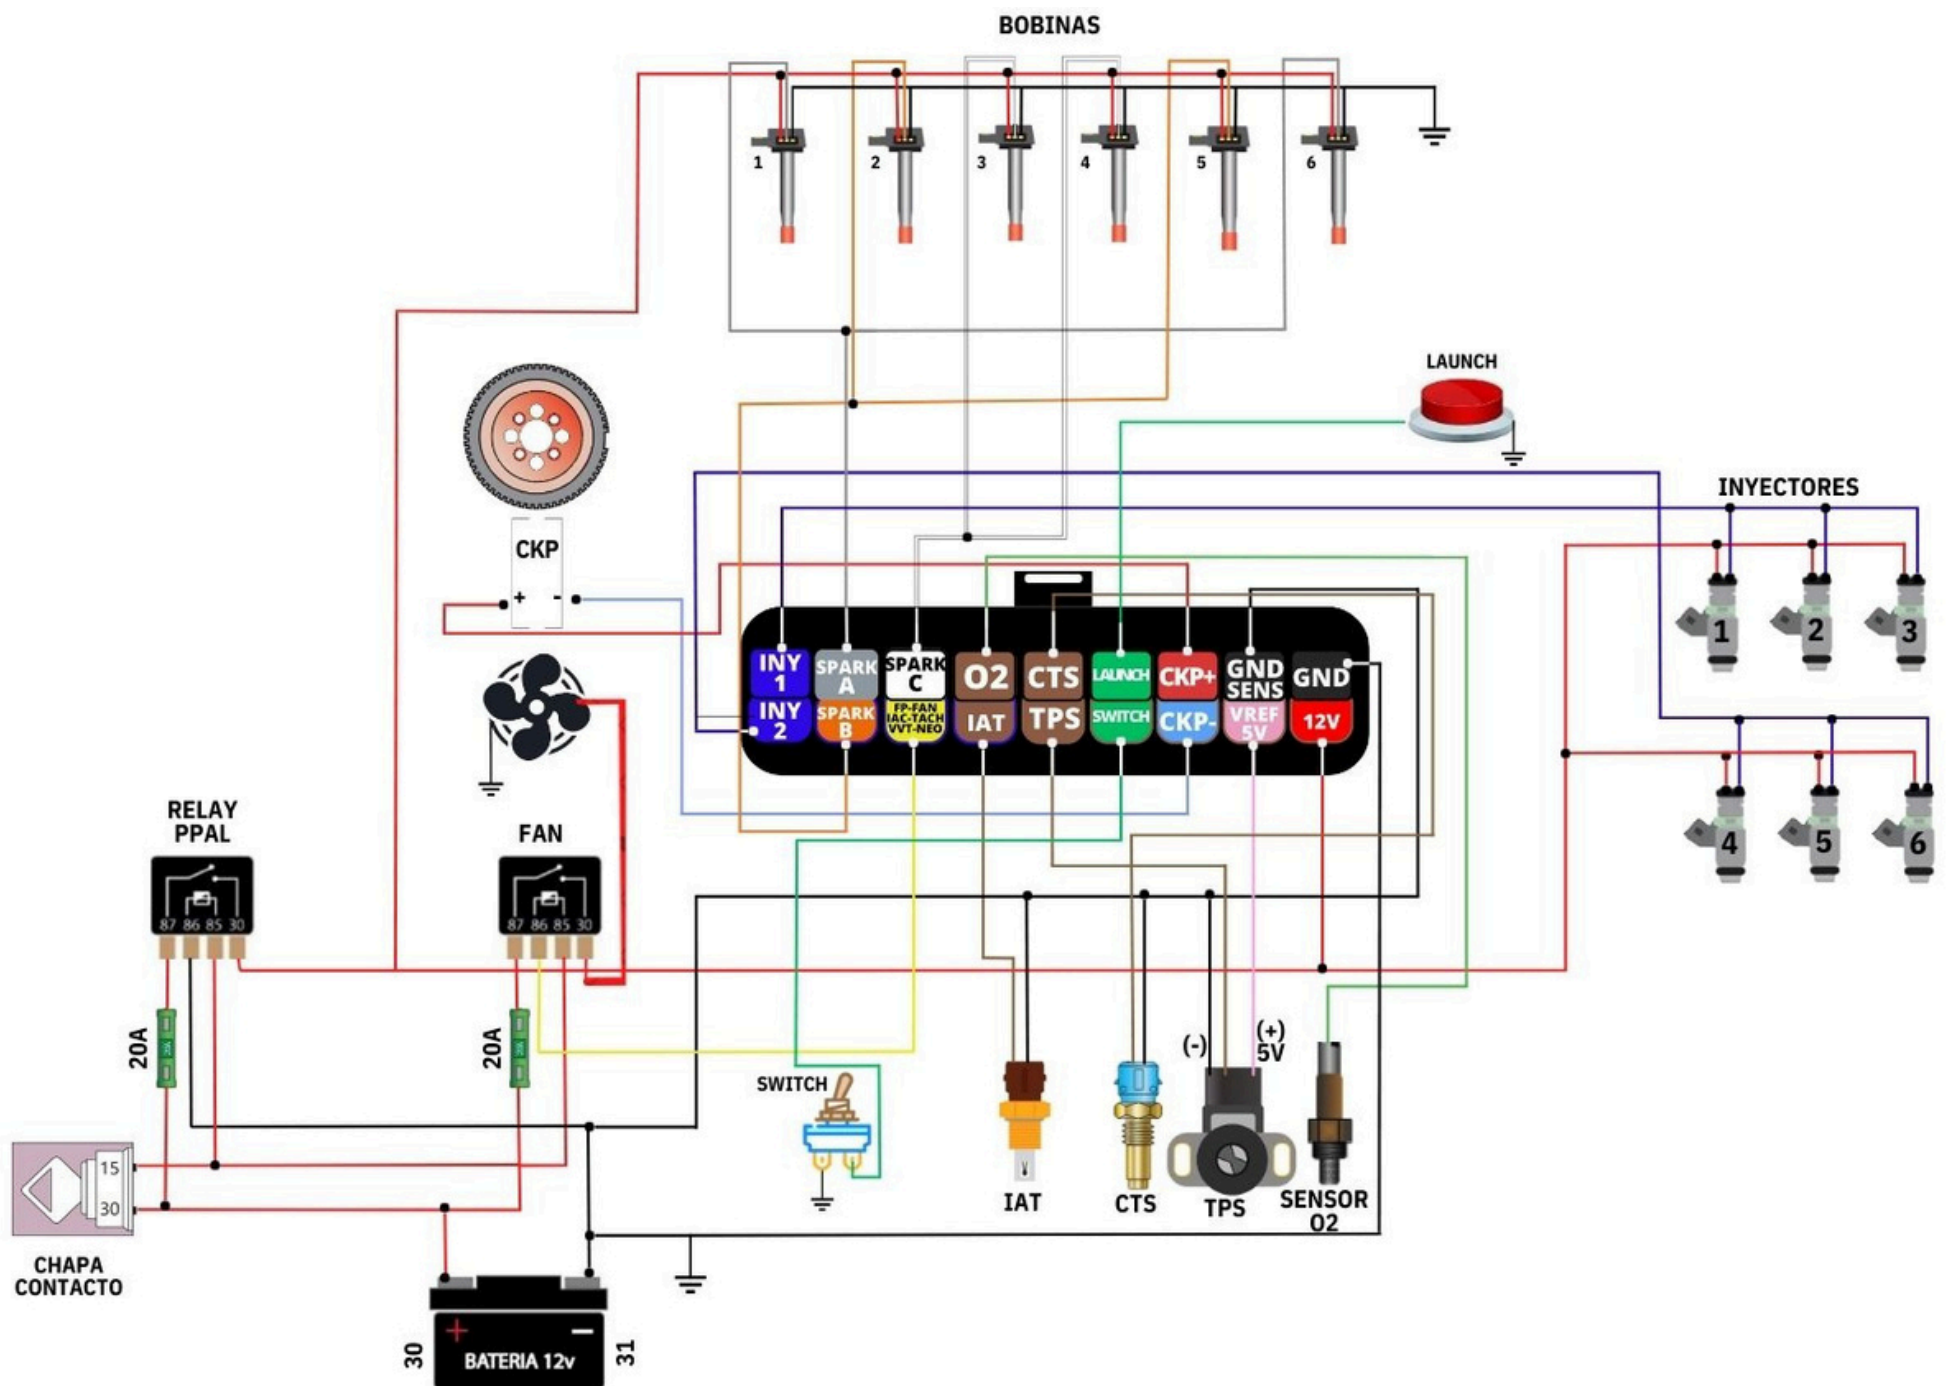 BOBINAS
1
2
3
4
5
6
LAUNCH
INYECTORES
CKP
+ -
1
2
3
INY
1
SPARK
A
SPARK
C
O2
CTS
LAUNCH
CKP+
GND
SENS
GND
INY
2
SPARK
B
FP-FAN
IAC-TACH
VVT-NEO
IAT
TPS
SWITCH
CKP-
VREF
5V
12V
RELAY
PPAL
FAN
4
5
6
87 86 85 30
87 86 85 30
20A
20A
SWITCH
(-)
(+)
5V
15
30
IAT
CTS
TPS
SENSOR
O2
CHAPA
CONTACTO
+ −
30
BATERIA 12v
31